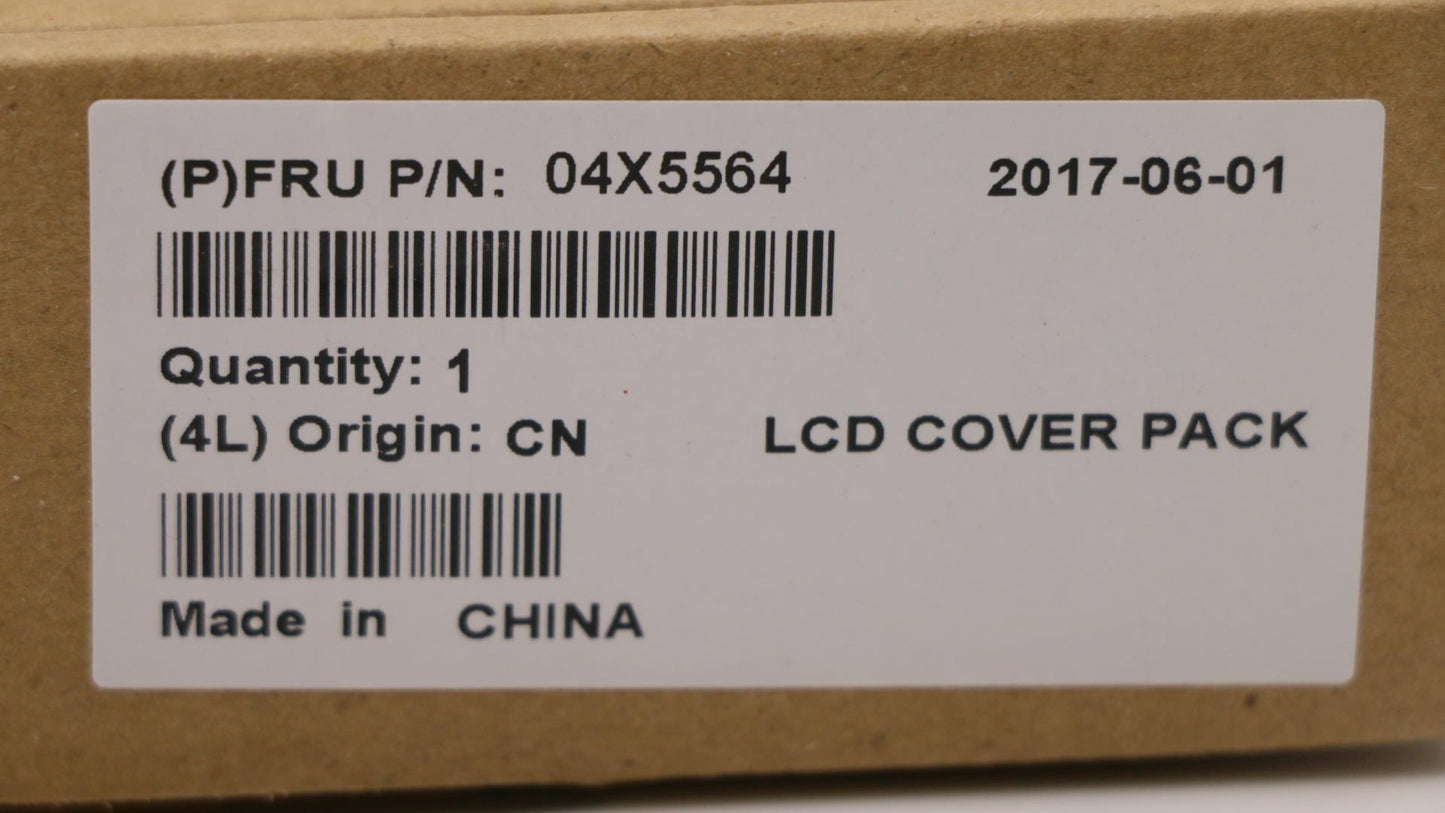 (P)FRU P/N: 04X5564 2017-06-01
Quantity: 1
(4L) Origin: CN LCD COVER PACK
Made in CHINA